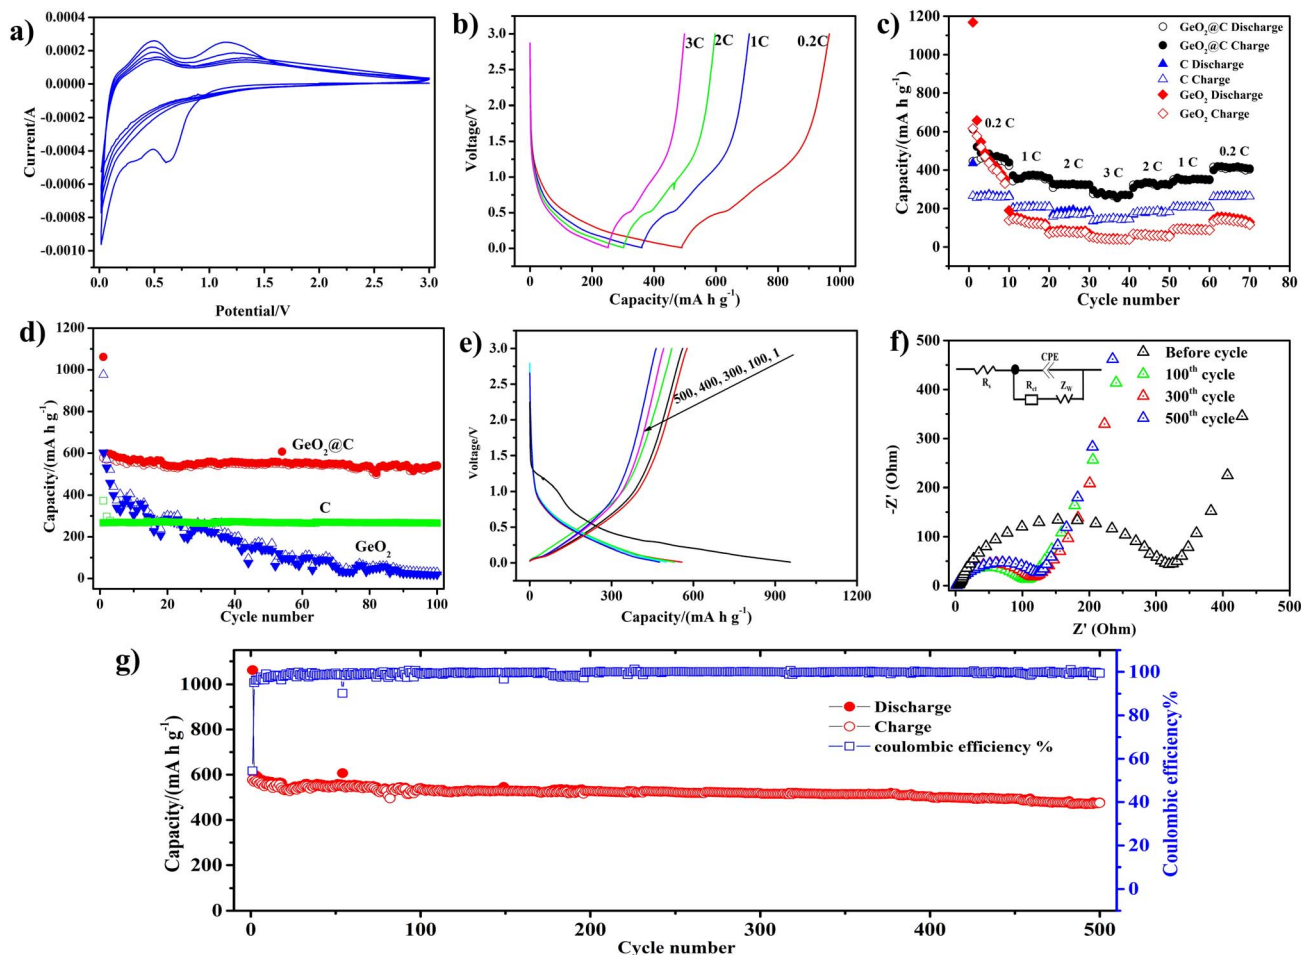 a)
0.0004
0.0002
0.0000
-0.0002
-0.0004
-0.0006
-0.0008
-0.0010
Current/A
0.0 0.5 1.0 1.5 2.0 2.5 3.0
Potential/V
b)
3.0
2.5
2.0
1.5
1.0
0.5
0.0
Voltage/V
3C 2C 1C 0.2C
0 200 400 600 800 1000
Capacity/(mA h g-1)
c)
1200
1000
800
600
400
200
0
Capacity/(mA h g-1)
GeO2@C Discharge
GeO2@C Charge
C Discharge
C Charge
GeO2 Discharge
GeO2 Charge
0.2 C
1 C
2 C
3 C
2 C
1 C
0.2 C
0 10 20 30 40 50 60 70 80
Cycle number
d)
1200
1000
800
600
400
200
0
Capacity/(mA h g-1)
GeO2@C
C
GeO2
0 20 40 60 80 100
Cycle number
e)
3.0
2.5
2.0
1.5
1.0
0.5
0.0
Voltage/V
500, 400, 300, 100, 1
0 300 600 900 1200
Capacity/(mA h g-1)
f)
-500
-450
-400
-350
-300
-250
-200
-150
-100
-50
0
-Z' (Ohm)
Rs
CPE
Rct
ZW
Before cycle
100th cycle
300th cycle
500th cycle
0 100 200 300 400 500
Z' (Ohm)
g)
1000
800
600
400
200
0
Capacity/(mA h g-1)
Discharge
Charge
coulombic efficiency %
100
80
60
40
20
0
Coulombic efficiency%
0 100 200 300 400 500
Cycle number